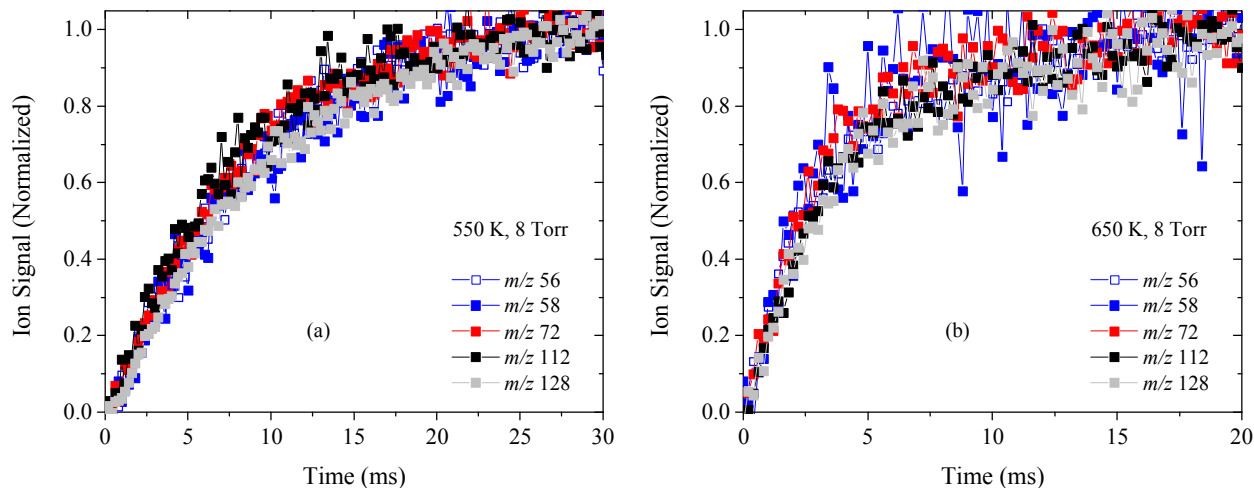 1.0
0.8
0.6
0.4
0.2
0.0
0 5 10 15 20 25 30
Ion Signal (Normalized)
Time (ms)
550 K, 8 Torr
m/z 56
m/z 58
m/z 72
m/z 112
m/z 128
(a)
1.0
0.8
0.6
0.4
0.2
0.0
0 5 10 15 20
Ion Signal (Normalized)
Time (ms)
650 K, 8 Torr
m/z 56
m/z 58
m/z 72
m/z 112
m/z 128
(b)